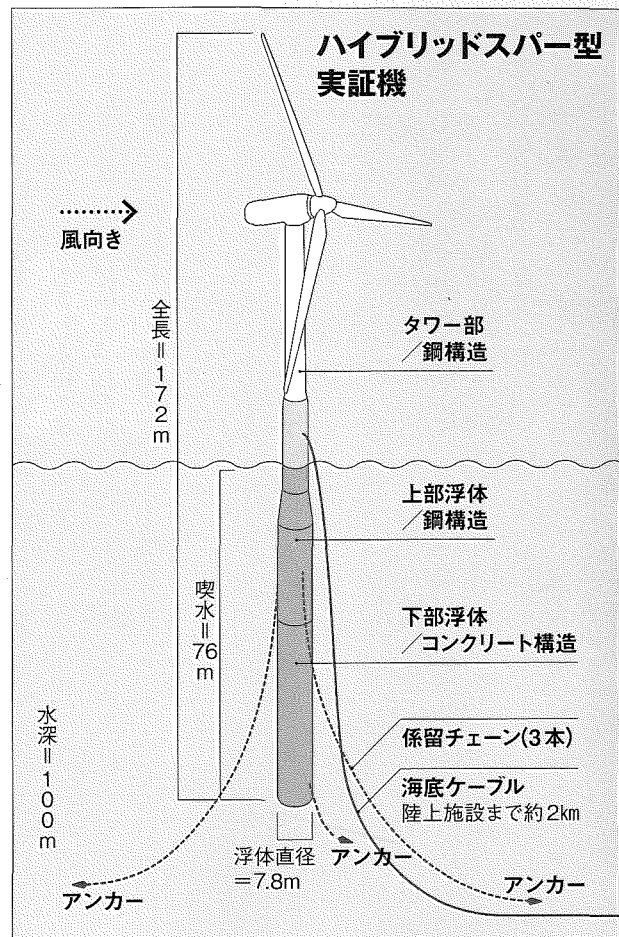 ハイブリッドスパー型
実証機
風向き
全長=172m
タワー部
／鋼構造
上部浮体
／鋼構造
喫水=76m
下部浮体
／コンクリート構造
水深=100m
係留チェーン(3本)
海底ケーブル
陸上施設まで約2km
浮体直径
=7.8m
アンカー
アンカー
アンカー